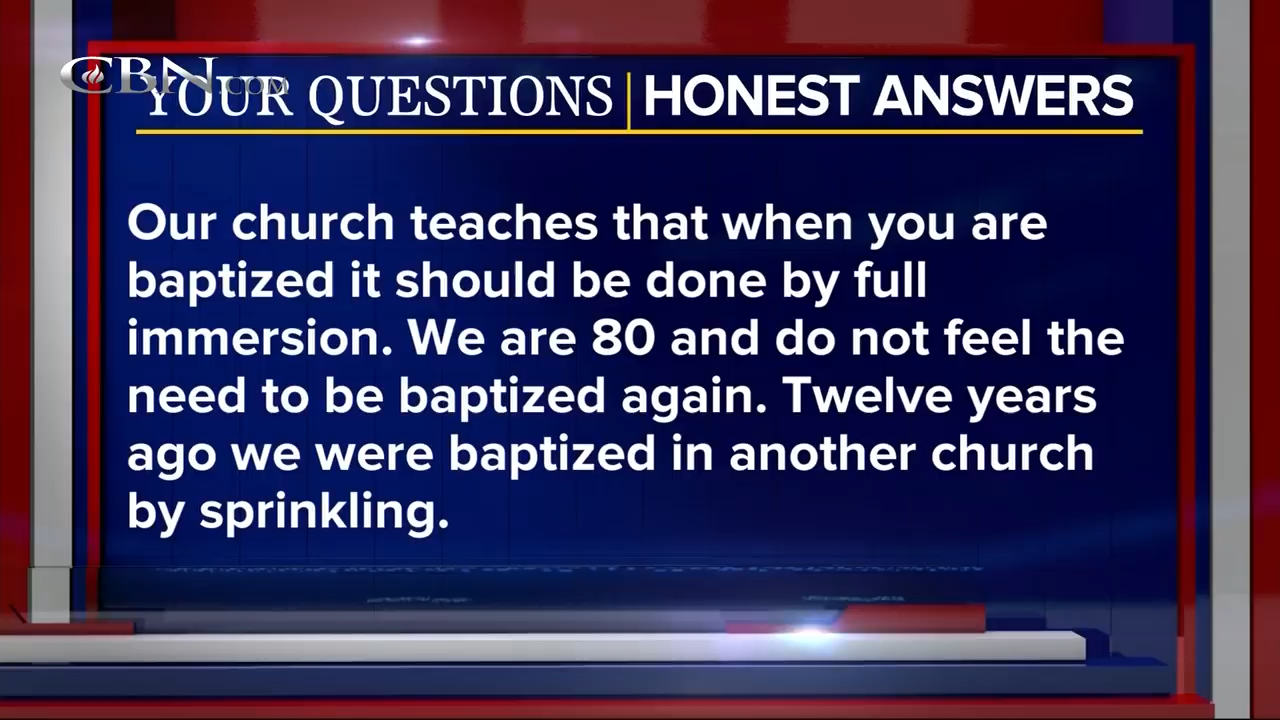 CBN.COM
YOUR QUESTIONS | HONEST ANSWERS
Our church teaches that when you are
baptized it should be done by full
immersion. We are 80 and do not feel the
need to be baptized again. Twelve years
ago we were baptized in another church
by sprinkling.